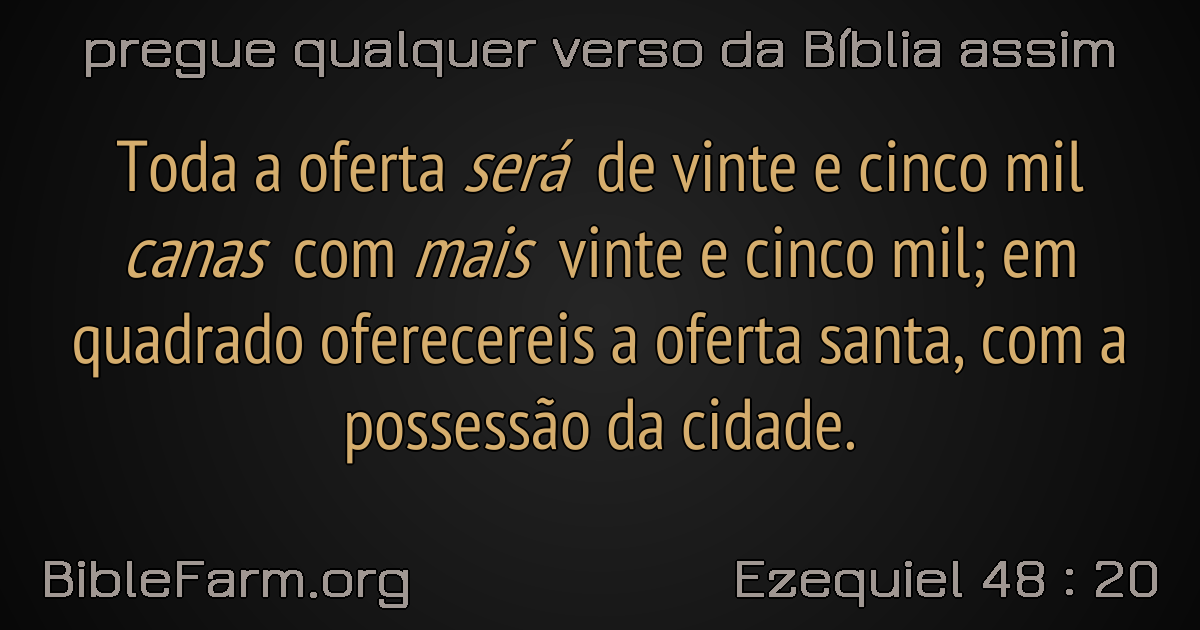 pregue qualquer verso da Bíblia assim
Toda a oferta será de vinte e cinco mil
canas com mais vinte e cinco mil; em
quadrado oferecereis a oferta santa, com a
possessão da cidade.
BibleFarm.org
Ezequiel 48 : 20